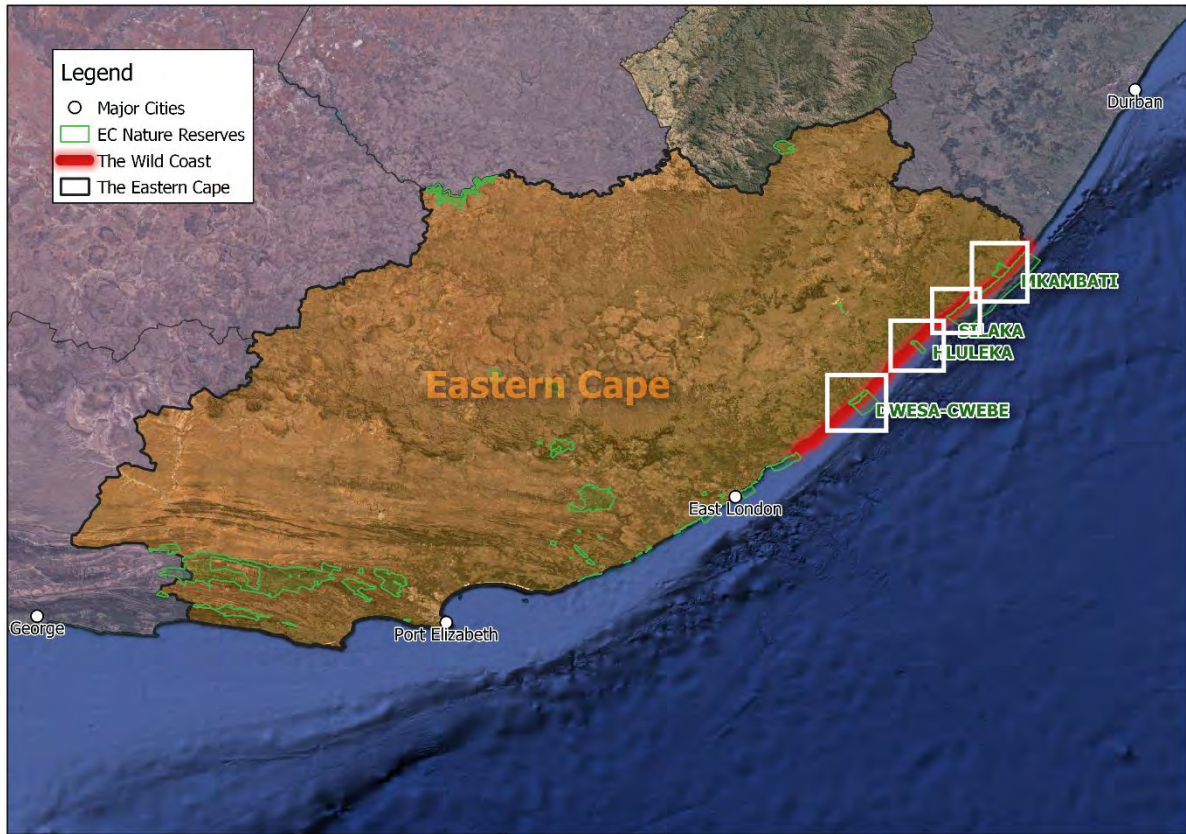 Legend
Major Cities
EC Nature Reserves
The Wild Coast
The Eastern Cape
Durban
MKAMBATI
SILAKA
HLULEKA
Eastern Cape
DWESA-CWEBE
East London
George
Port Elizabeth